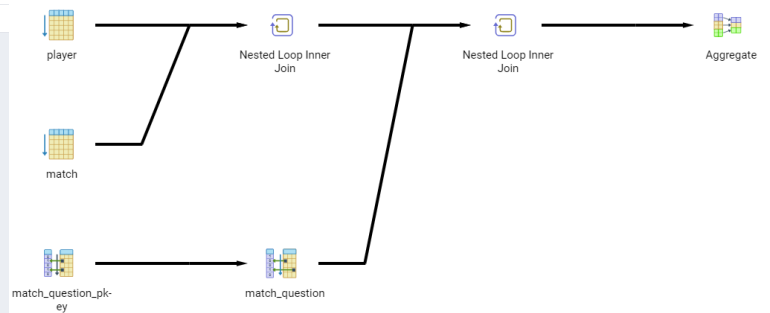 player
Nested Loop Inner
Join
Nested Loop Inner
Join
Aggregate
match
match_question_pk-
ey
match_question